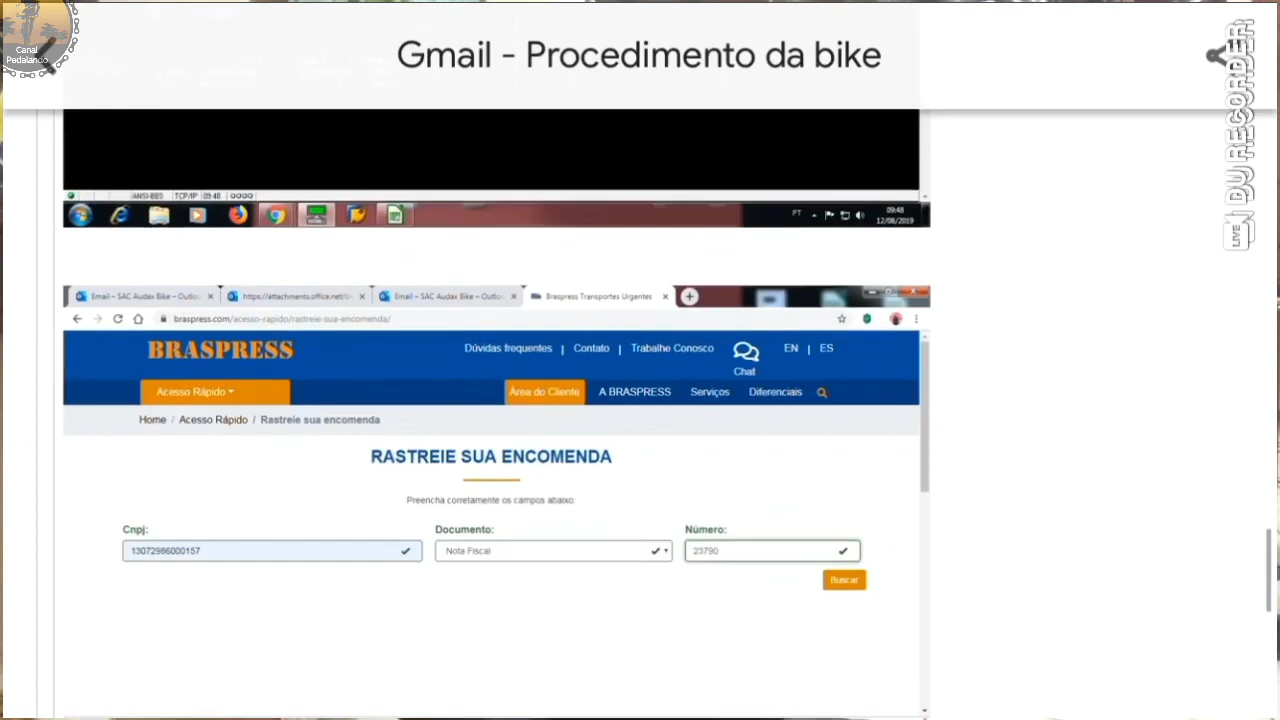 Canal
Pedalando
Gmail - Procedimento da bike
DU RECORDER
LIVE
ANSI-BBS TCP/IP 09:48
PT
09:48
12/08/2019
Email – SAC Audax Bike – Outlo
https://attachments.office.net/
Email – SAC Audax Bike – Outlo
Braspress Transportes Urgentes
braspress.com/acesso-rapido/rastreie-sua-encomenda/
BRASPRESS
Dúvidas frequentes | Contato | Trabalhe Conosco
Chat
EN | ES
Acesso Rápido
Área do Cliente
A BRASPRESS
Serviços
Diferenciais
Home / Acesso Rápido / Rastreie sua encomenda
RASTREIE SUA ENCOMENDA
Preencha corretamente os campos abaixo:
Cnpj:
Documento:
Número:
13072986000157
Nota Fiscal
23790
Buscar